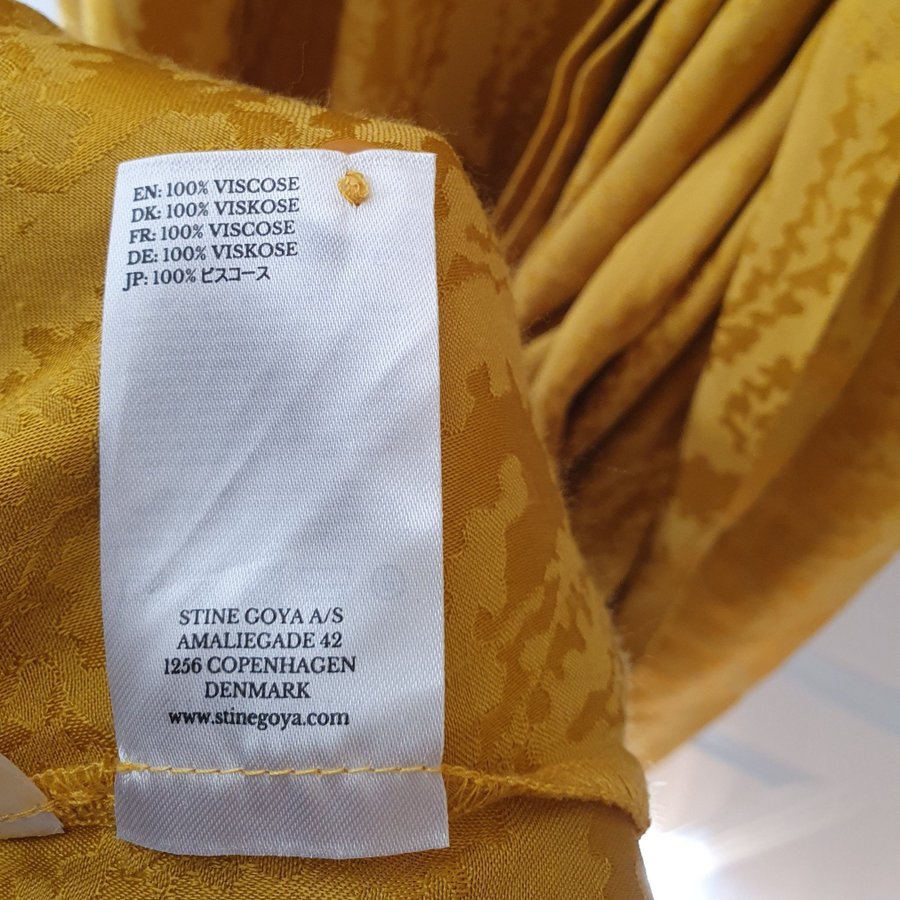 EN: 100% VISCOSE
DK: 100% VISKOSE
FR: 100% VISCOSE
DE: 100% VISKOSE
JP: 100% ビスコース
STINE GOYA A/S
AMALIEGADE 42
1256 COPENHAGEN
DENMARK
www.stinegoya.com